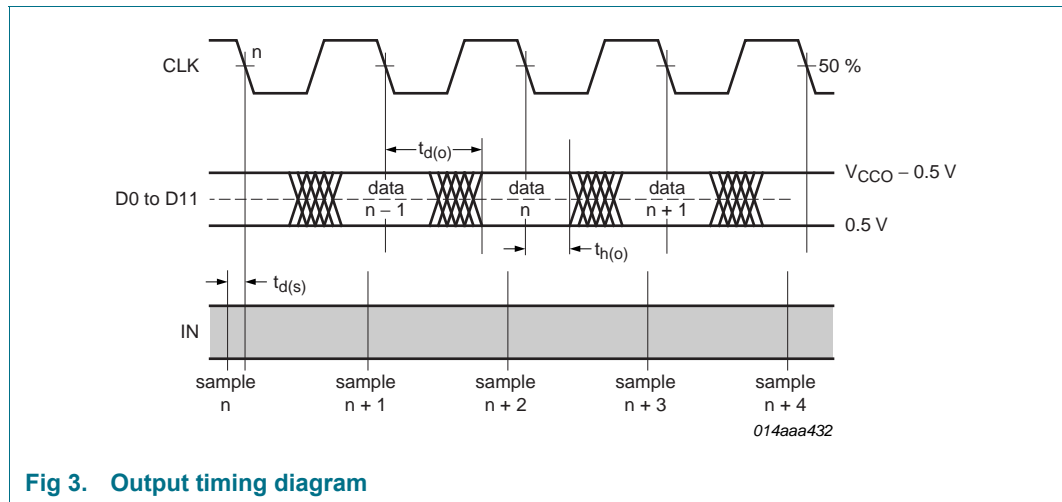 n
CLK
50 %
t_d(o)
V_CCO – 0.5 V
D0 to D11
data
n – 1
data
n
data
n + 1
0.5 V
t_h(o)
t_d(s)
IN
sample
n
sample
n + 1
sample
n + 2
sample
n + 3
sample
n + 4
014aaa432
Fig 3. Output timing diagram